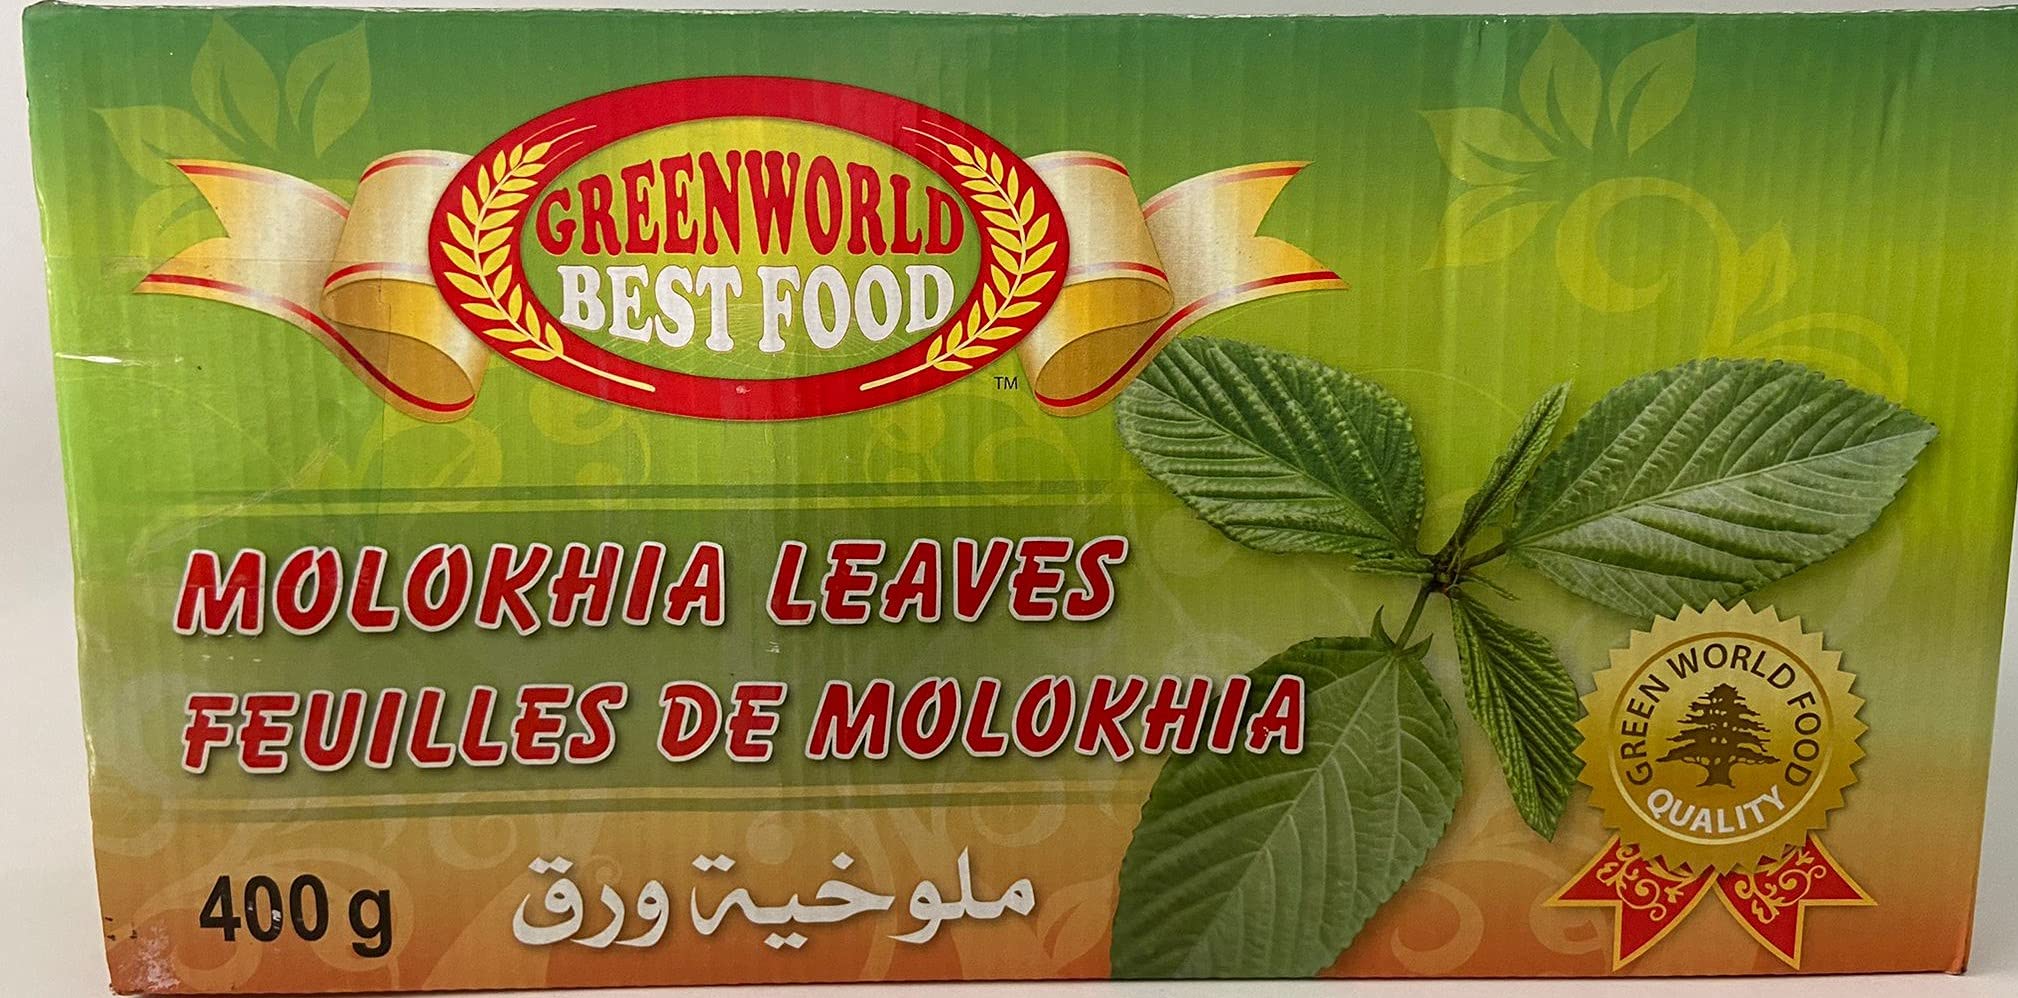 GREENWORLD
BEST FOOD
TM
MOLOKHIA LEAVES
FEUILLES DE MOLOKHIA
GREEN WORLD FOOD
QUALITY
400 g
ملوخية ورق